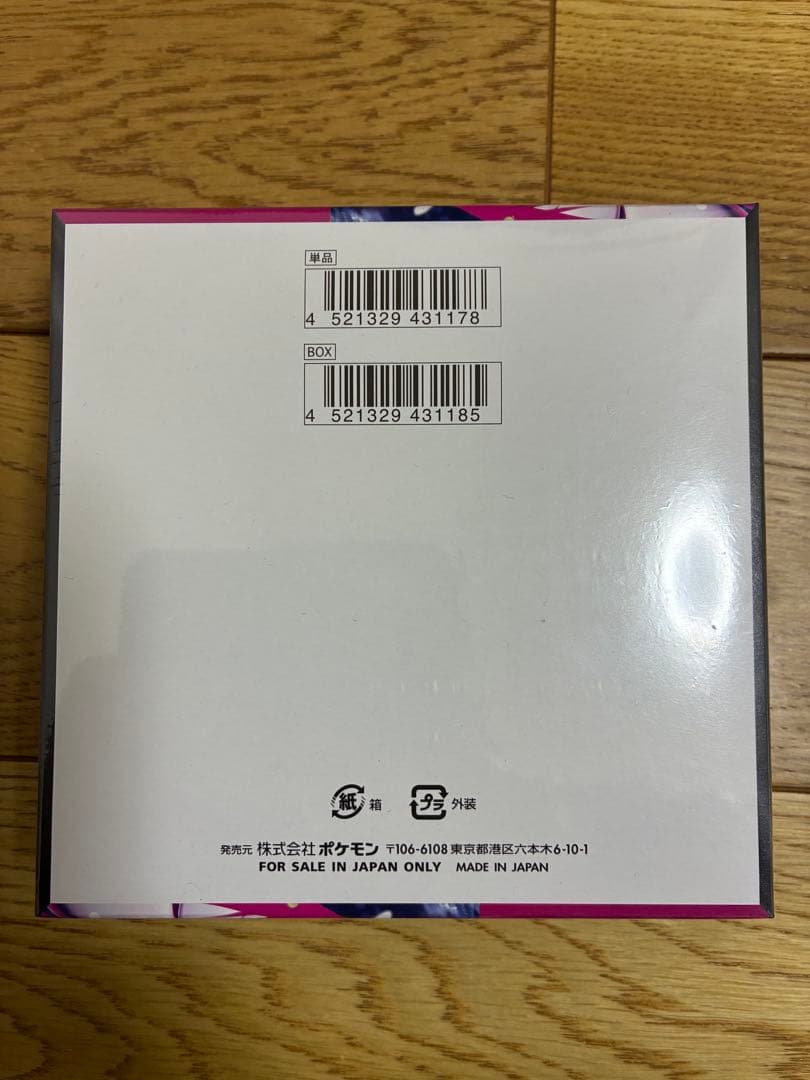 単品
4 521329 431178
BOX
4 521329 431185
紙 箱 プラ 外装
発売元 株式会社 ポケモン 〒106-6108 東京都港区六本木6-10-1
FOR SALE IN JAPAN ONLY MADE IN JAPAN